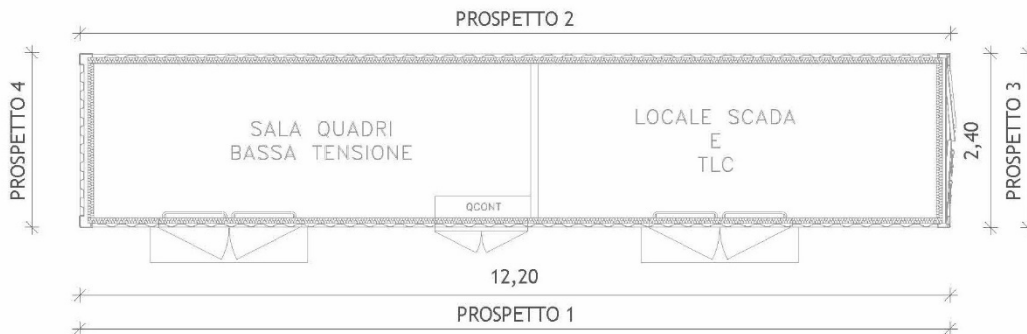 PROSPETTO 2
PROSPETTO 4
SALA QUADRI
BASSA TENSIONE
LOCALE SCADA
E
TLC
2,40
PROSPETTO 3
QCONT
12,20
PROSPETTO 1